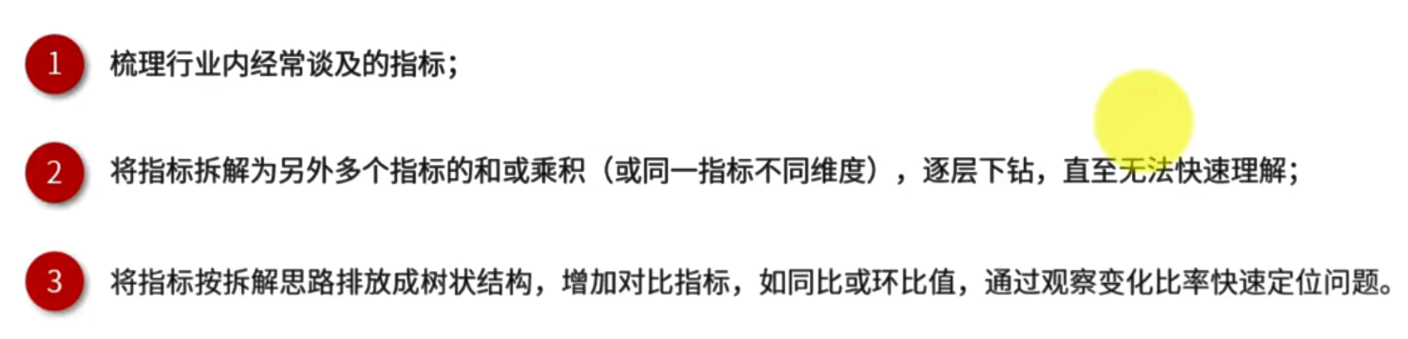 1 梳理行业内经常谈及的指标；
2 将指标拆解为另外多个指标的和或乘积（或同一指标不同维度），逐层下钻，直至无法快速理解；
3 将指标按拆解思路排放成树状结构，增加对比指标，如同比或环比值，通过观察变化比率快速定位问题。